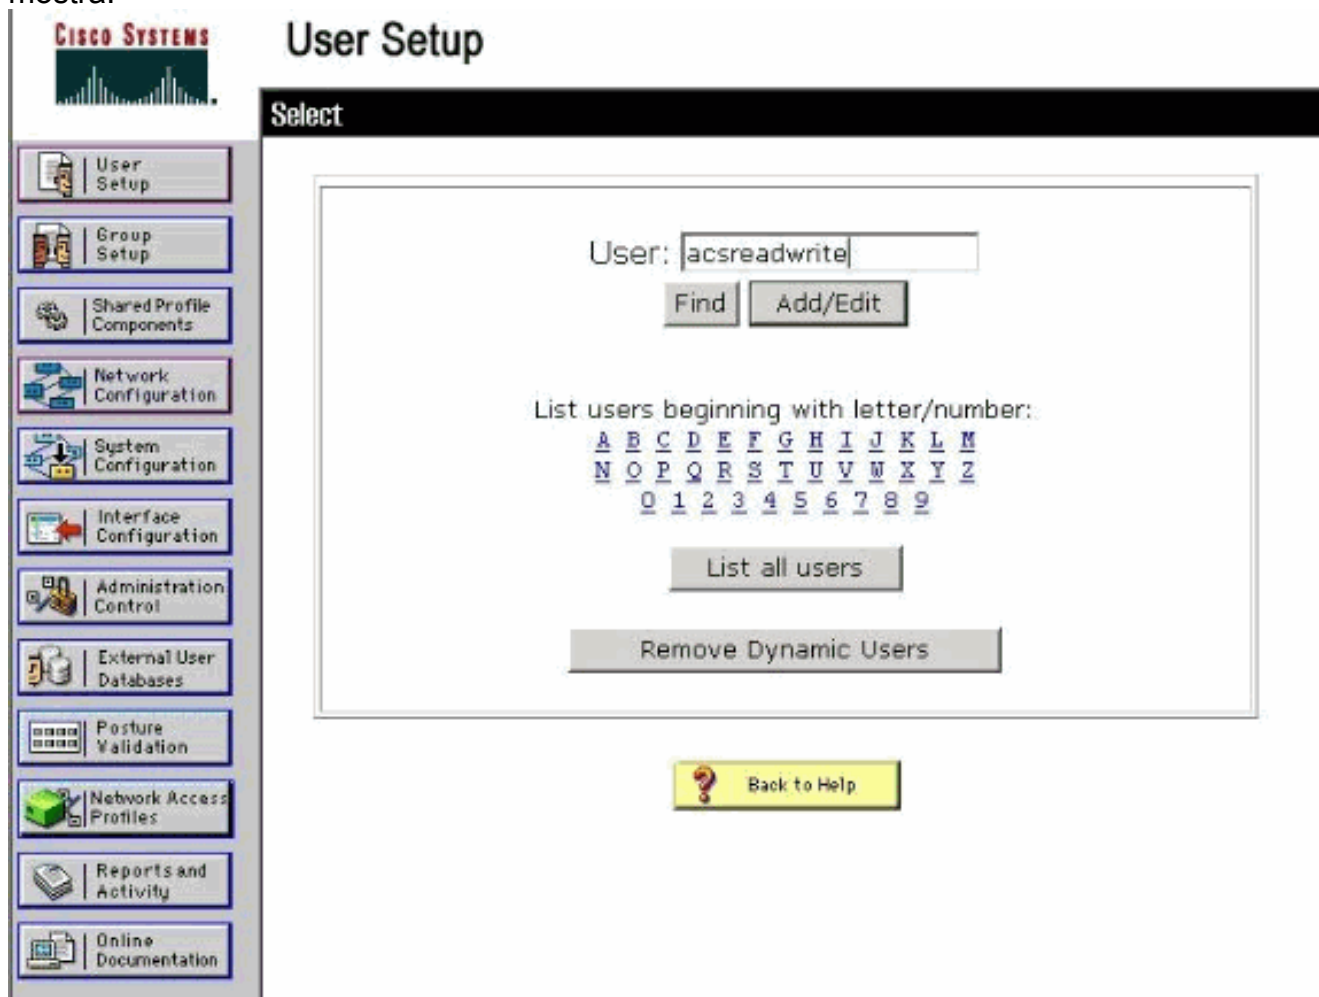 mostra:
CISCO SYSTEMS
User Setup
Select
User
Setup
Group
Setup
Shared Profile
Components
Network
Configuration
System
Configuration
Interface
Configuration
Administration
Control
External User
Databases
Posture
Validation
Network Access
Profiles
Reports and
Activity
Online
Documentation
User: acsreadwrite
Find Add/Edit
List users beginning with letter/number:
A B C D E F G H I J K L M
N O P Q R S T U V W X Y Z
0 1 2 3 4 5 6 7 8 9
List all users
Remove Dynamic Users
? Back to Help